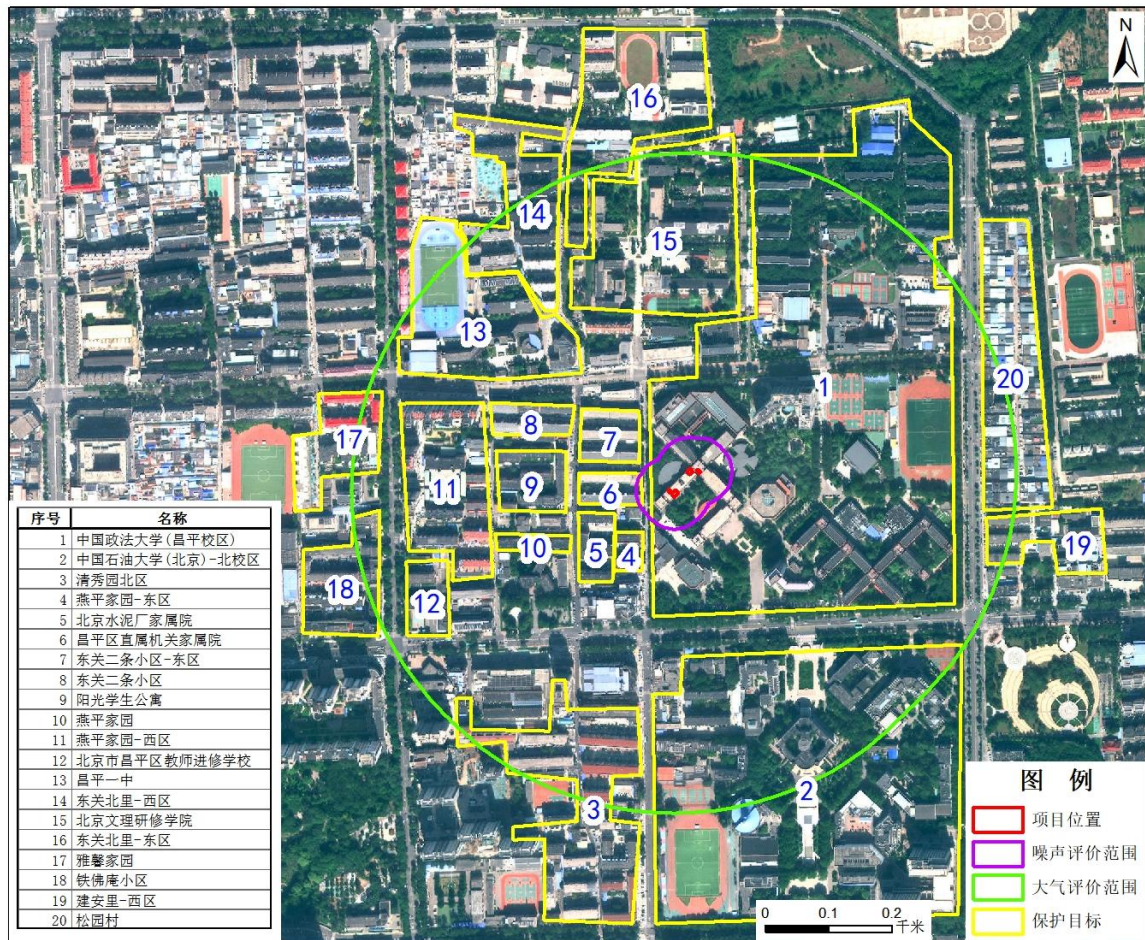 N
16
14
15
13
1
20
8
7
17
9
11
6
10
5
4
19
18
12
2
3
序号 名称
1 中国政法大学(昌平校区)
2 中国石油大学(北京)-北校区
3 清秀园北区
4 燕平家园-东区
5 北京水泥厂家属院
6 昌平区直属机关家属院
7 东关二条小区-东区
8 东关二条小区
9 阳光学生公寓
10 燕平家园
11 燕平家园-西区
12 北京市昌平区教师进修学校
13 昌平一中
14 东关北里-西区
15 北京文理研修学院
16 东关北里-东区
17 雅馨家园
18 铁佛庵小区
19 建安里-西区
20 松园村
图 例
项目位置
噪声评价范围
大气评价范围
保护目标
0 0.1 0.2
千米